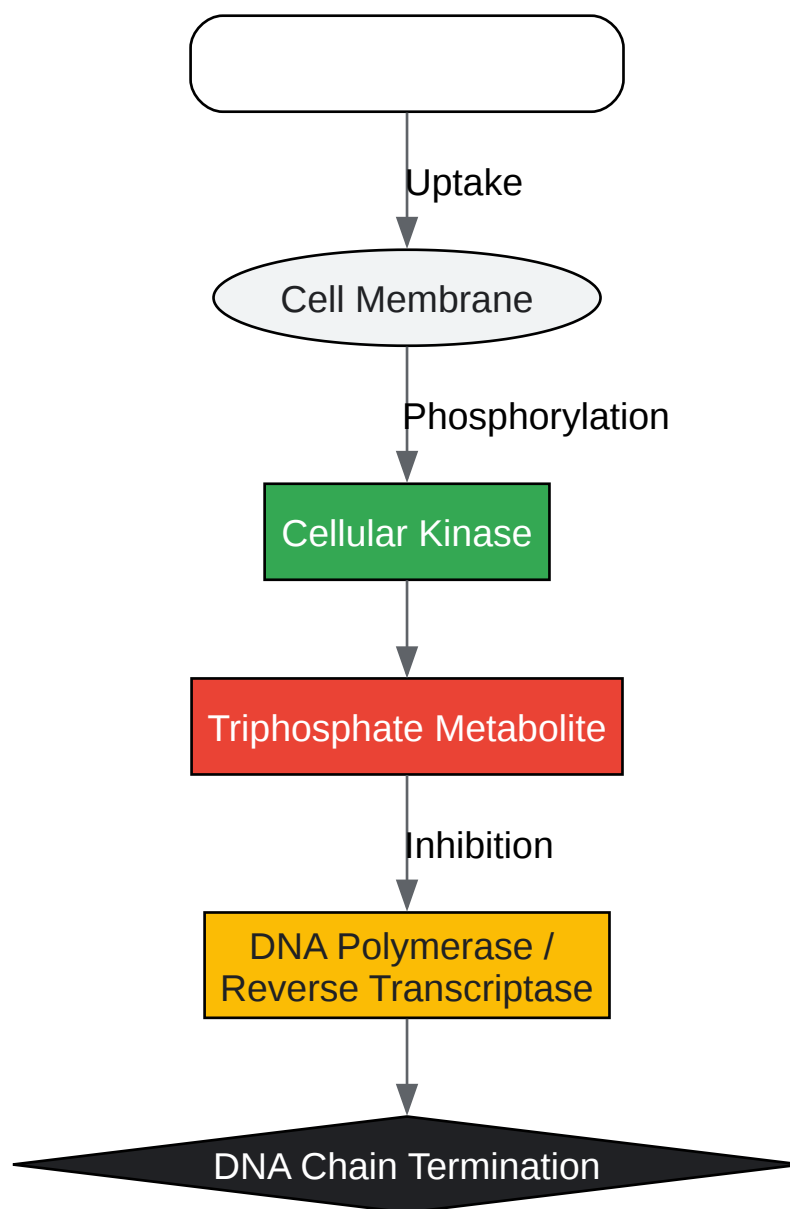 Uptake
Cell Membrane
Phosphorylation
Cellular Kinase
Triphosphate Metabolite
Inhibition
DNA Polymerase /
Reverse Transcriptase
DNA Chain Termination